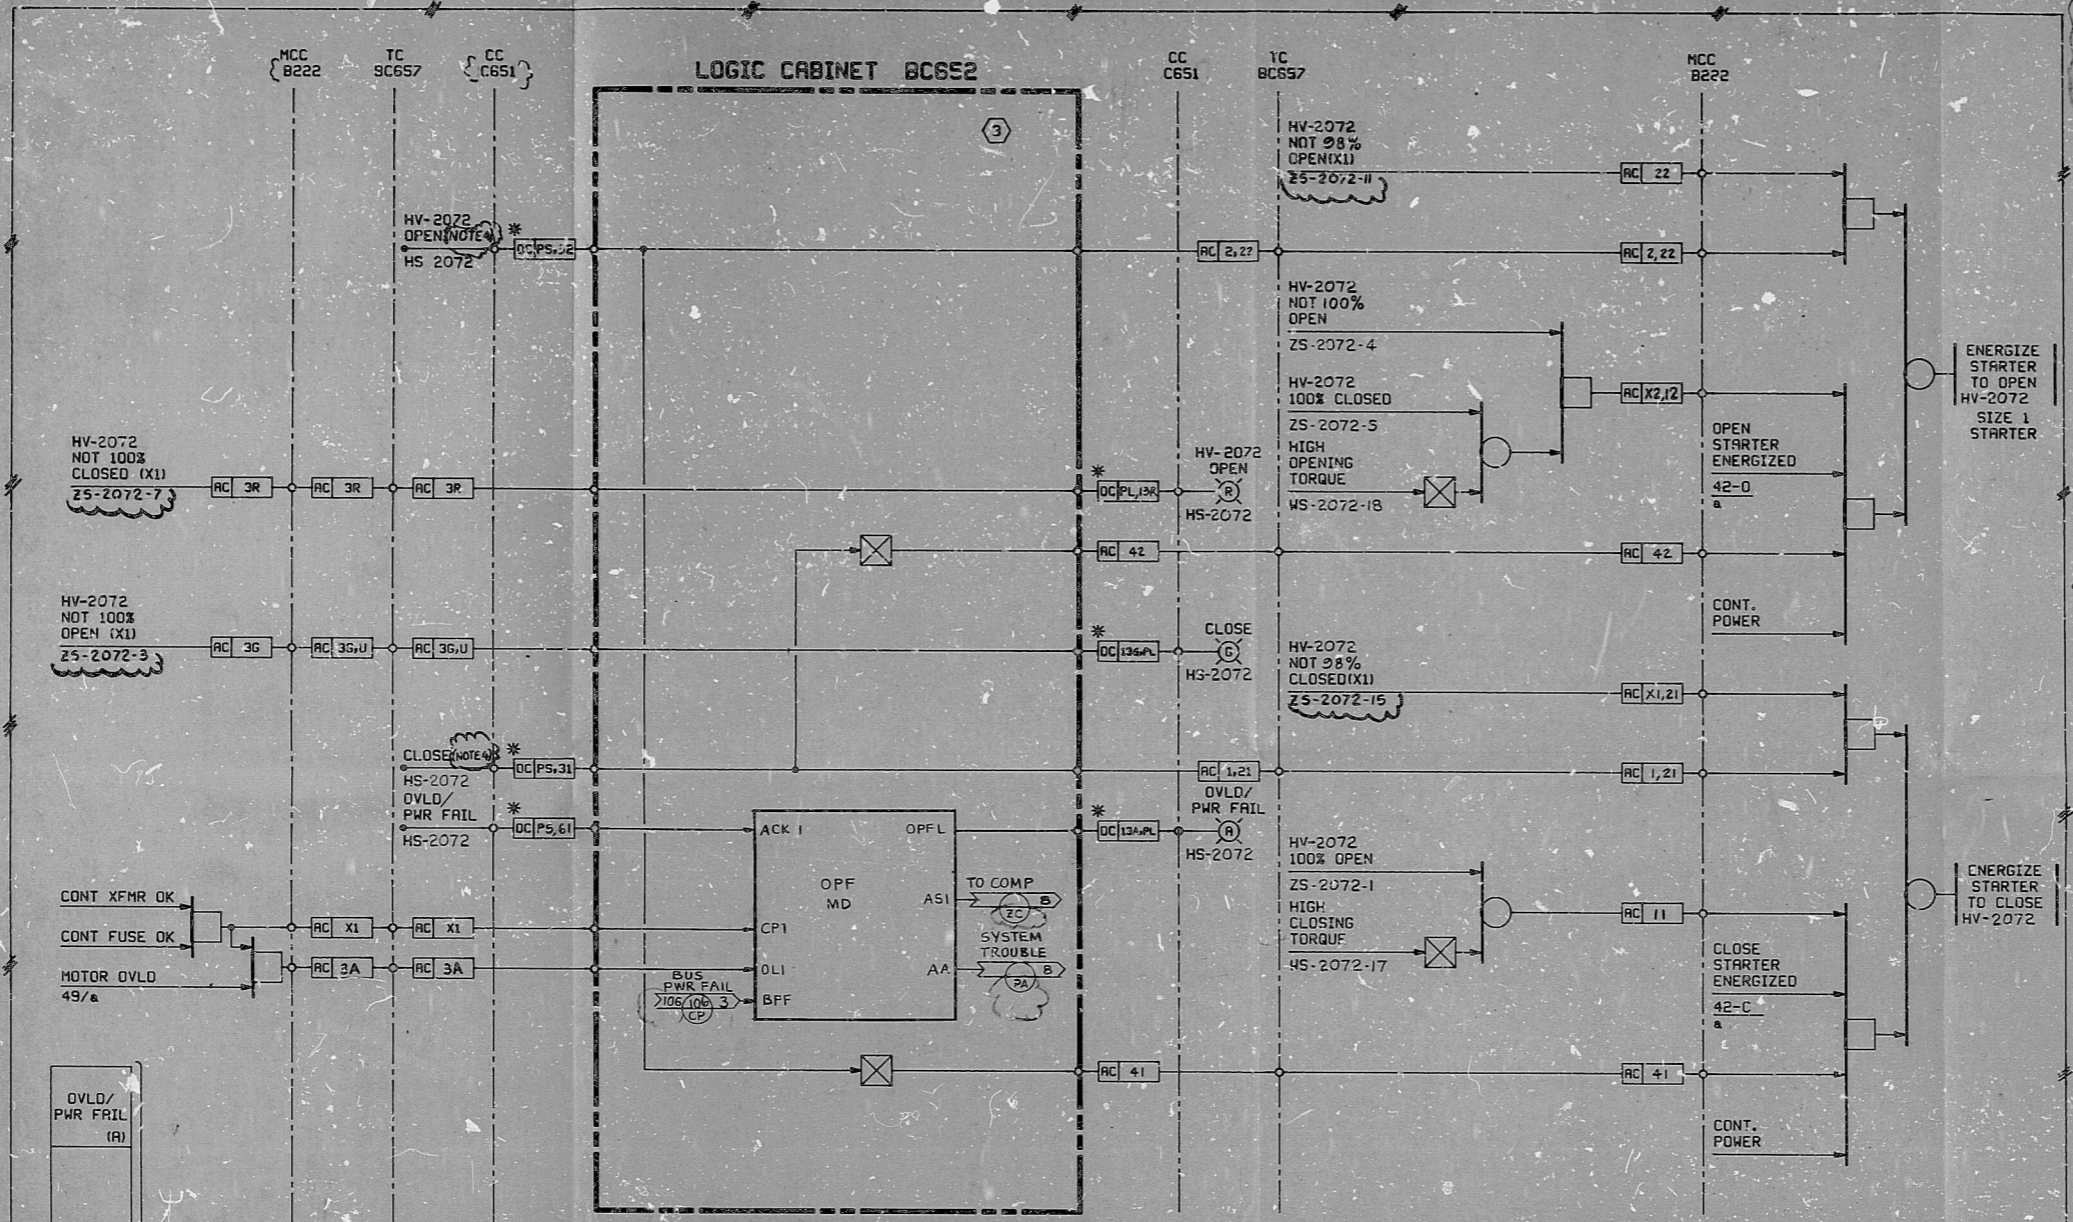 MCC
B222
TC
BC657
CC
C651
LOGIC CABINET BC652
CC
C651
TC
BC657
MCC
B222
3
HV-2072
OPEN (NOTE 4)
HS 2072
*
DC PS,32
AC 2,22
HV-2072
NOT 98%
OPEN(X1)
ZS-2072-11
AC 22
AC 2,22
HV-2072
NOT 100%
OPEN
ZS-2072-4
HV-2072
100% CLOSED
ZS-2072-5
HIGH
OPENING
TORQUE
WS-2072-18
AC X2,12
OPEN
STARTER
ENERGIZED
42-O
a
ENERGIZE
STARTER
TO OPEN
HV-2072
SIZE 1
STARTER
HV-2072
NOT 100%
CLOSED (X1)
ZS-2072-7
AC 3R
AC 3R
AC 3R
*
DC PL,13R
HV-2072
OPEN
R
HS-2072
AC 42
AC 42
CONT.
POWER
HV-2072
NOT 100%
OPEN (X1)
ZS-2072-3
AC 3G
AC 3G,U
AC 3G,U
*
DC 13G,PL
CLOSE
G
HS-2072
HV-2072
NOT 98%
CLOSED(X1)
ZS-2072-15
AC X1,21
CLOSE (NOTE 4)
HS-2072
*
DC PS,31
AC 1,21
AC 1,21
OVLD/
PWR FAIL
HS-2072
*
DC PS,61
ACK 1
OPFL
OPF
MD
AS1
CP1
OL1
BPF
AA
*
DC 13A,PL
OVLD/
PWR FAIL
A
HS-2072
TO COMP
B
ZC
SYSTEM
TROUBLE
B
PA
BUS
PWR FAIL
106 106 3
CP
HV-2072
100% OPEN
ZS-2072-1
HIGH
CLOSING
TORQUE
WS-2072-17
AC 11
CLOSE
STARTER
ENERGIZED
42-C
a
ENERGIZE
STARTER
TO CLOSE
HV-2072
CONT XFMR OK
CONT FUSE OK
MOTOR OVLD
49/a
AC X1
AC X1
AC 3A
AC 3A
AC 41
AC 41
CONT.
POWER
OVLD/
PWR FAIL
(A)